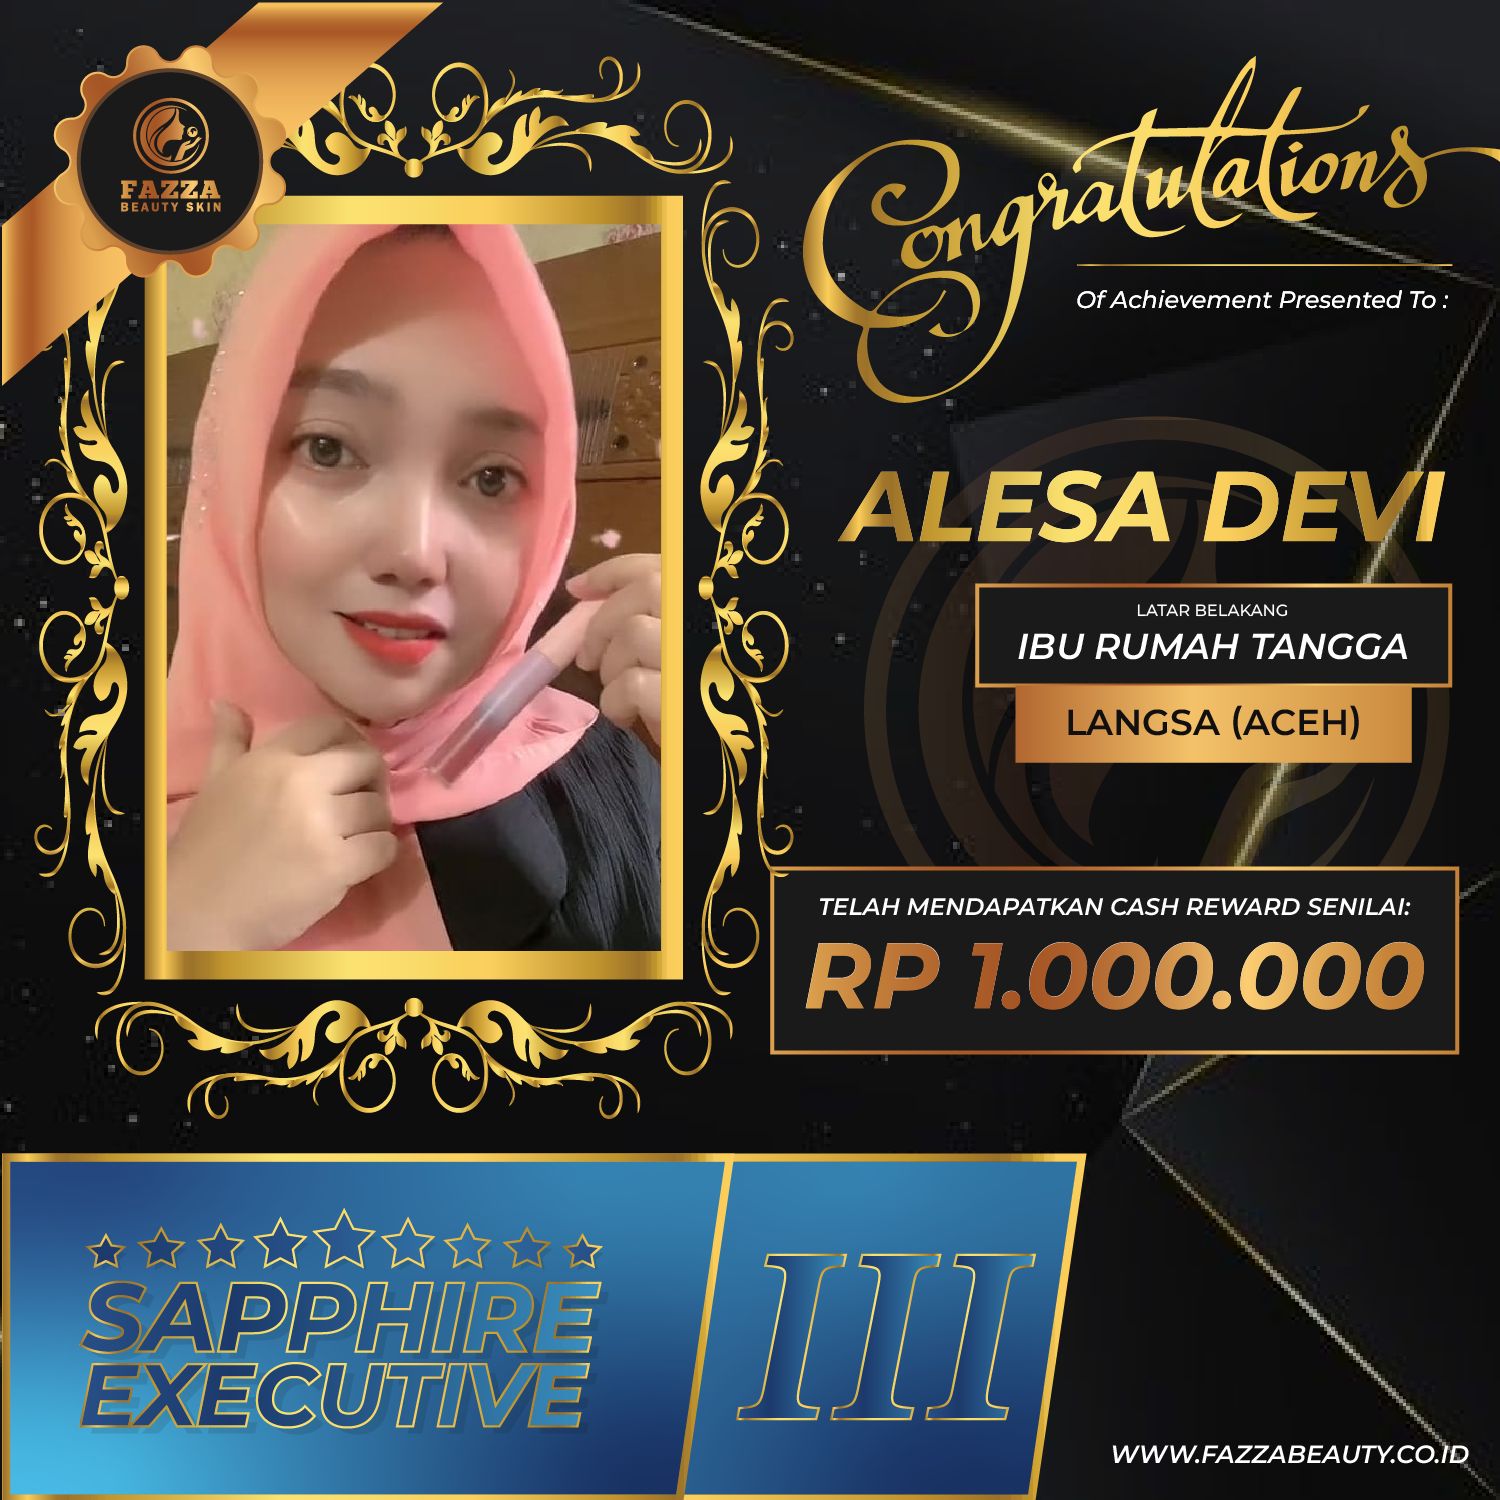 FAZZA
BEAUTY SKIN
Congratulations
Of Achievement Presented To :
ALESA DEVI
LATAR BELAKANG
IBU RUMAH TANGGA
LANGSA (ACEH)
TELAH MENDAPATKAN CASH REWARD SENILAI:
RP 1.000.000
SAPPHIRE
EXECUTIVE
III
WWW.FAZZABEAUTY.CO.ID